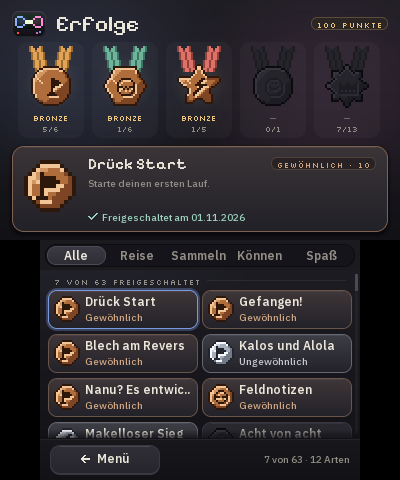 Erfolge
100 PUNKTE
BRONZE BRONZE BRONZE — —
5/6 1/6 1/5 0/1 7/13
Drück Start
GEWÖHNLICH · 10
Starte deinen ersten Lauf.
Freigeschaltet am 01.11.2026
Alle Reise Sammeln Können Spaß
7 VON 63 FREIGESCHALTET
Drück Start
Gewöhnlich
Gefangen!
Gewöhnlich
Blech am Revers
Gewöhnlich
Kalos und Alola
Ungewöhnlich
Nanu? Es entwic..
Gewöhnlich
Feldnotizen
Gewöhnlich
Makelloser Sieg
Acht von acht
← Menü
7 von 63 · 12 Arten